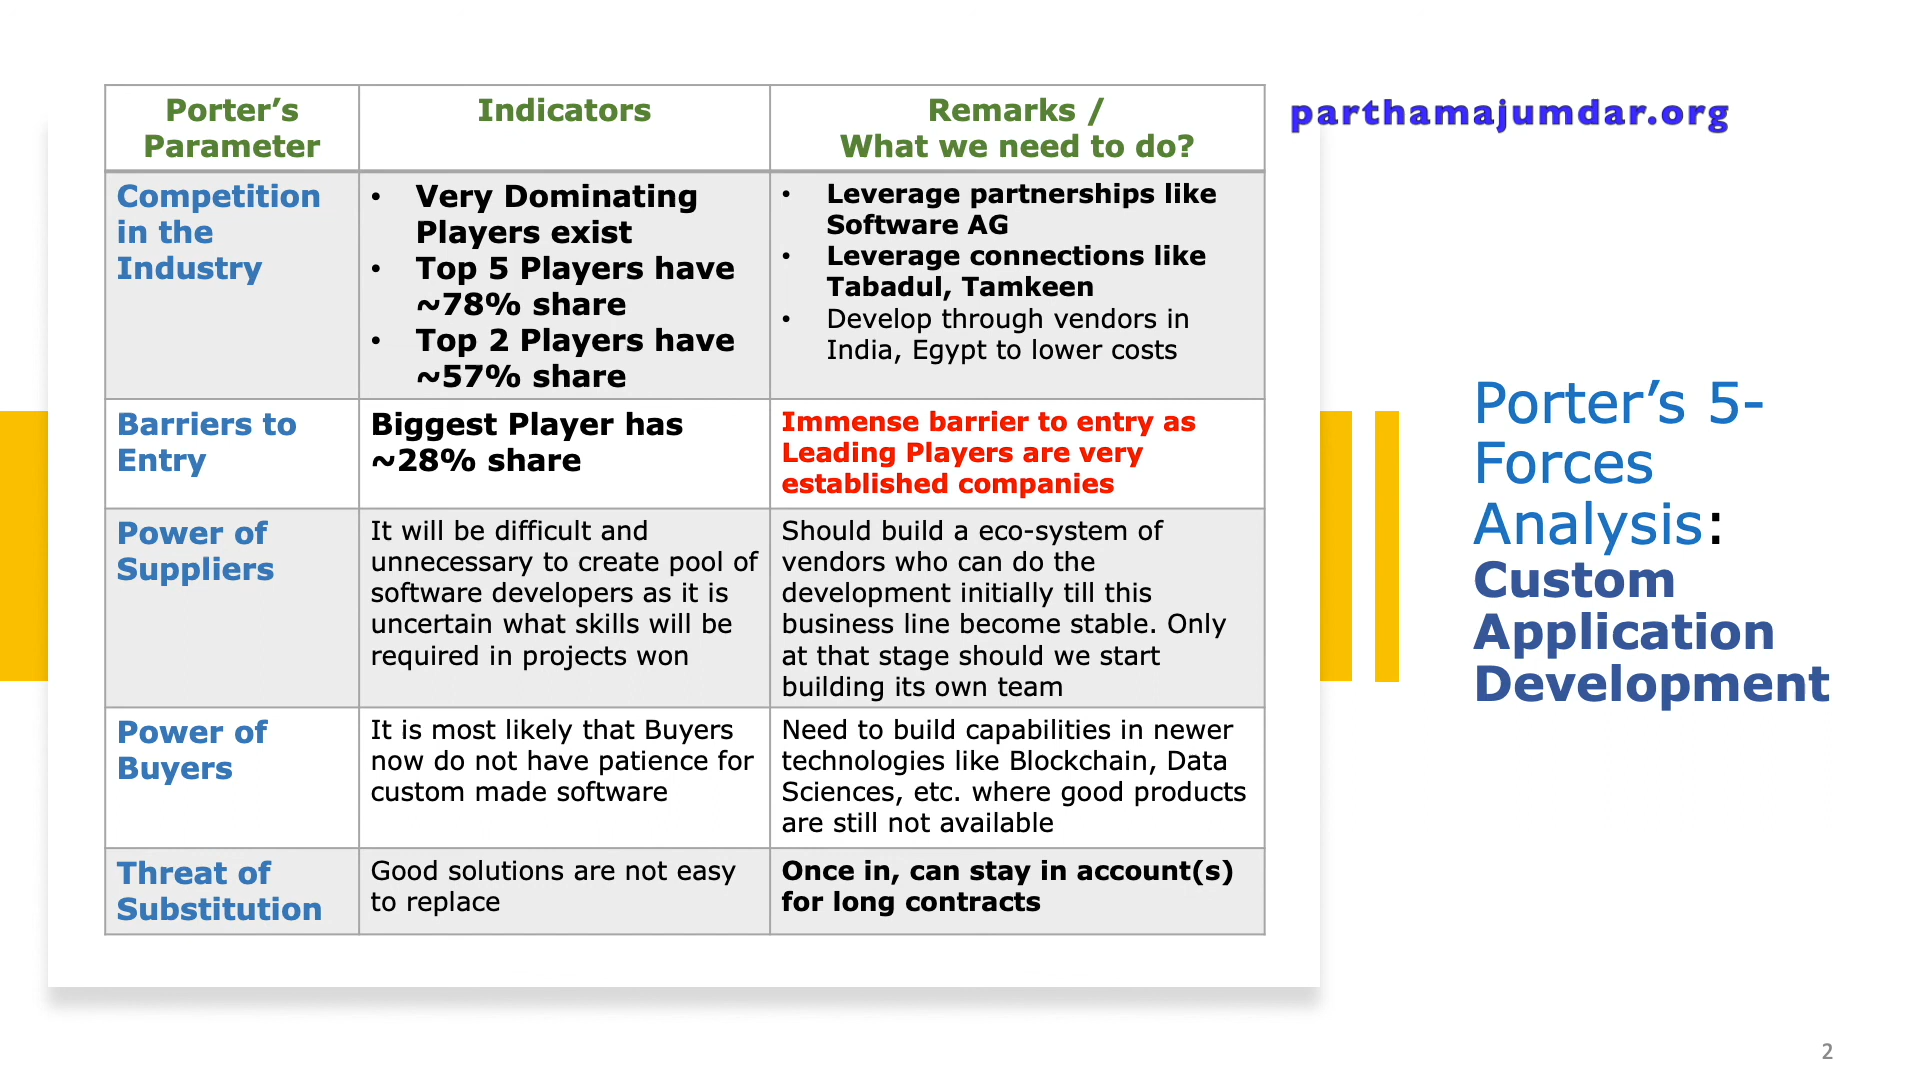 Porter’s
Parameter
Indicators
Remarks /
What we need to do?
Competition
in the
Industry
• Very Dominating
Players exist
• Top 5 Players have
~78% share
• Top 2 Players have
~57% share
• Leverage partnerships like
Software AG
• Leverage connections like
Tabadul, Tamkeen
• Develop through vendors in
India, Egypt to lower costs
Barriers to
Entry
Biggest Player has
~28% share
Immense barrier to entry as
Leading Players are very
established companies
Power of
Suppliers
It will be difficult and
unnecessary to create pool of
software developers as it is
uncertain what skills will be
required in projects won
Should build a eco-system of
vendors who can do the
development initially till this
business line become stable. Only
at that stage should we start
building its own team
Power of
Buyers
It is most likely that Buyers
now do not have patience for
custom made software
Need to build capabilities in newer
technologies like Blockchain, Data
Sciences, etc. where good products
are still not available
Threat of
Substitution
Good solutions are not easy
to replace
Once in, can stay in account(s)
for long contracts
parthamajumdar.org
Porter’s 5-
Forces
Analysis:
Custom
Application
Development
2